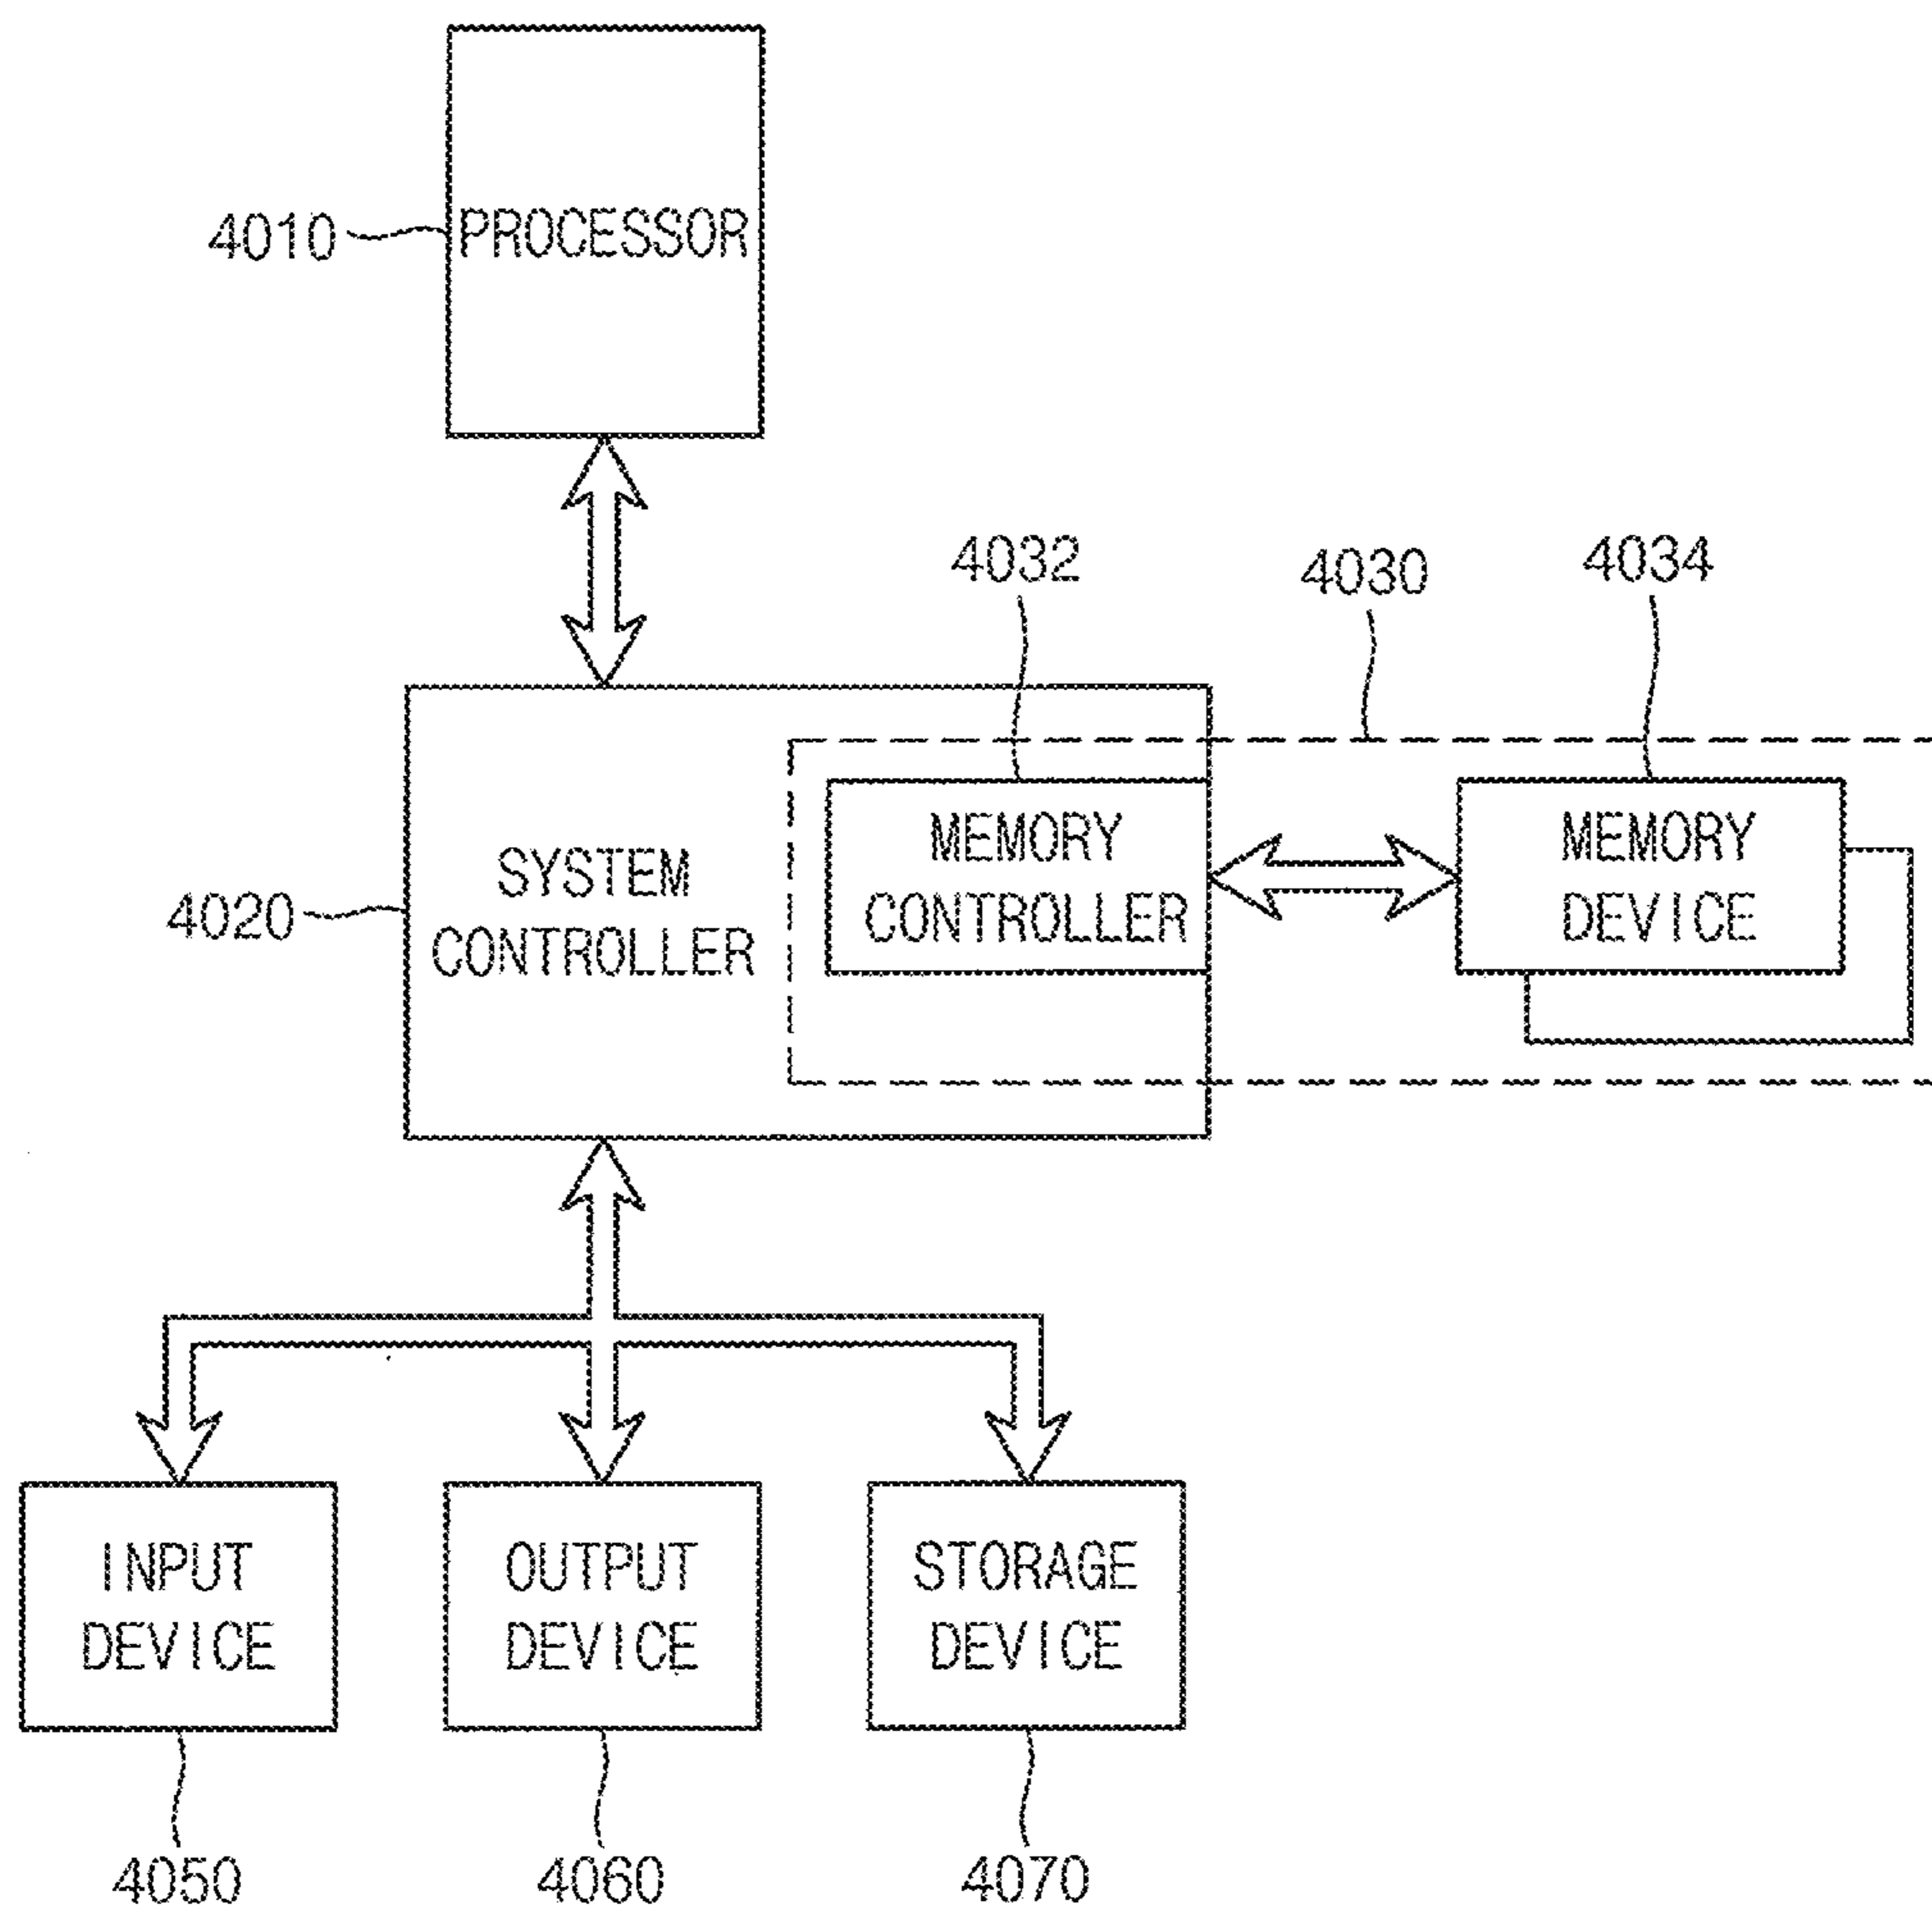 4010
PROCESSOR
4032
4030
4034
4020
SYSTEM
CONTROLLER
MEMORY
CONTROLLER
MEMORY
DEVICE
INPUT
DEVICE
OUTPUT
DEVICE
STORAGE
DEVICE
4050
4060
4070